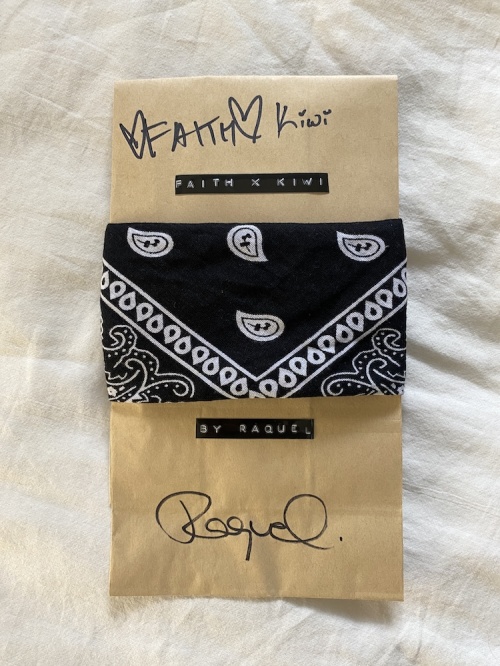 ♡FAITH♡ Kiwi
FAITH X KIWI
BY RAQUEL
Raquel.